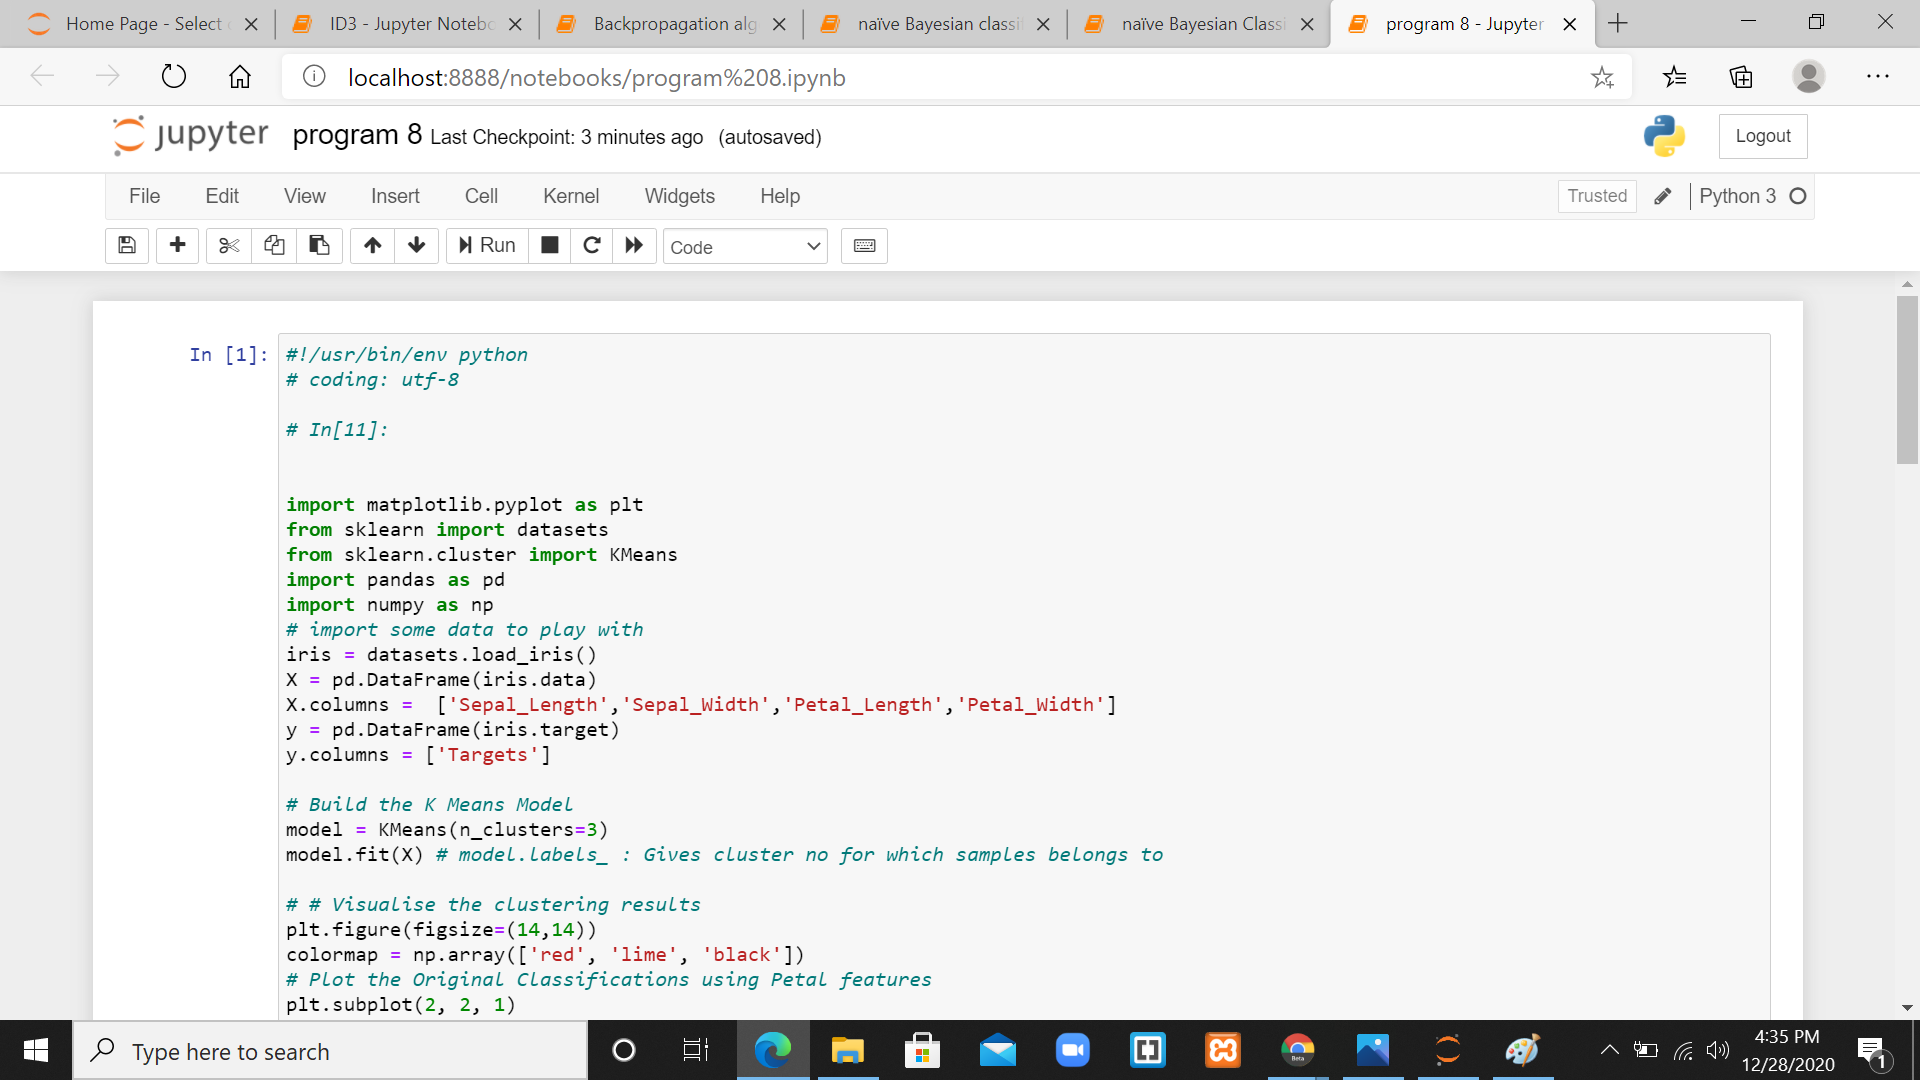 Home Page - Select
ID3 - Jupyter Notebo
Backpropagation alg
naïve Bayesian classi
naïve Bayesian Classi
program 8 - Jupyter
localhost:8888/notebooks/program%208.ipynb
jupyter program 8 Last Checkpoint: 3 minutes ago (autosaved)
Logout
File Edit View Insert Cell Kernel Widgets Help
Trusted Python 3
Run Code
In [1]: #!/usr/bin/env python
# coding: utf-8
# In[11]:
import matplotlib.pyplot as plt
from sklearn import datasets
from sklearn.cluster import KMeans
import pandas as pd
import numpy as np
# import some data to play with
iris = datasets.load_iris()
X = pd.DataFrame(iris.data)
X.columns =  ['Sepal_Length','Sepal_Width','Petal_Length','Petal_Width']
y = pd.DataFrame(iris.target)
y.columns = ['Targets']
# Build the K Means Model
model = KMeans(n_clusters=3)
model.fit(X) # model.labels_ : Gives cluster no for which samples belongs to
# # Visualise the clustering results
plt.figure(figsize=(14,14))
colormap = np.array(['red', 'lime', 'black'])
# Plot the Original Classifications using Petal features
plt.subplot(2, 2, 1)
Type here to search
Beta
4:35 PM
12/28/2020
1